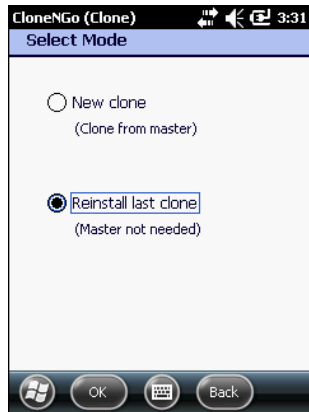 CloneNGo (Clone) 3:31
Select Mode
New clone
(Clone from master)
Reinstall last clone
(Master not needed)
OK Back